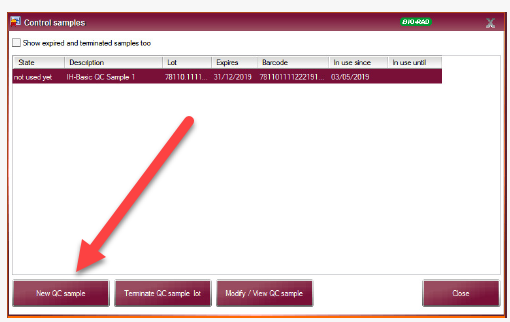 Control samples
BIO-RAD
Show expired and terminated samples too
State Description Lot Expires Barcode In use since In use until
not used yet IH-Basic QC Sample 1 78110.1111... 31/12/2019 781101111222191... 03/05/2019
New QC sample Terminate QC sample lot Modify / View QC sample Close